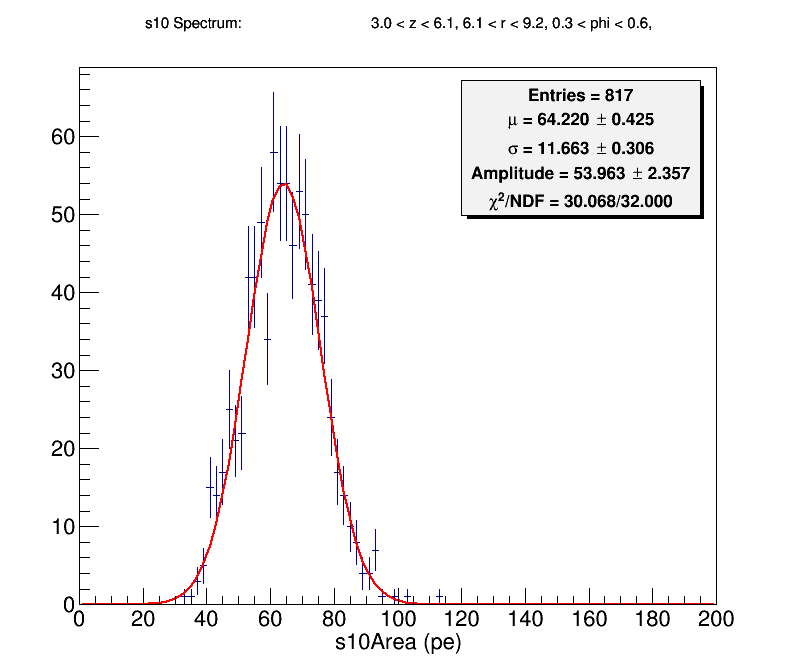 s10 Spectrum: 3.0 < z < 6.1, 6.1 < r < 9.2, 0.3 < phi < 0.6,
Entries = 817
μ = 64.220 ± 0.425
σ = 11.663 ± 0.306
Amplitude = 53.963 ± 2.357
χ²/NDF = 30.068/32.000
60
50
40
30
20
10
0
0 20 40 60 80 100 120 140 160 180 200
s10Area (pe)